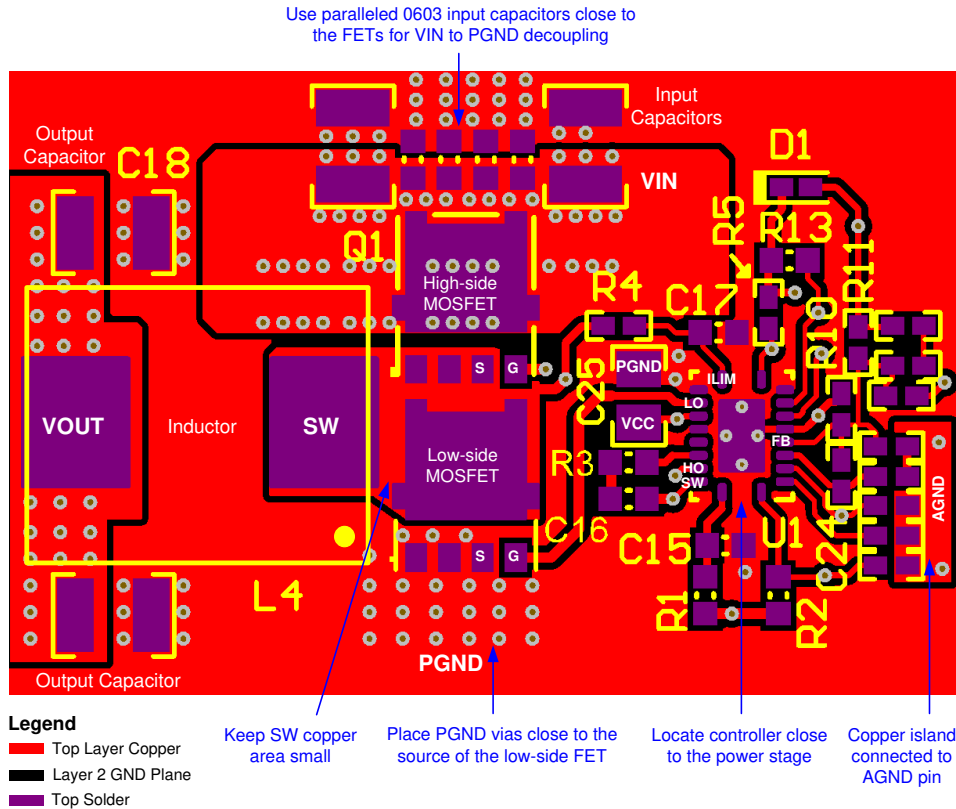 Use paralleled 0603 input capacitors close to
the FETs for VIN to PGND decoupling
Output
Capacitor
C18
Input
Capacitors
VIN
D1
R5
R13
Q1
High-side
MOSFET
R4
C17
R10
R11
S
G
C25
PGND
ILIM
LO
VCC
FB
VOUT
Inductor
SW
Low-side
MOSFET
R3
HO
SW
AGND
C16
S
G
C15
U1
C24
L4
R1
R2
PGND
Output Capacitor
Legend
Top Layer Copper
Layer 2 GND Plane
Top Solder
Keep SW copper
area small
Place PGND vias close to the
source of the low-side FET
Locate controller close
to the power stage
Copper island
connected to
AGND pin